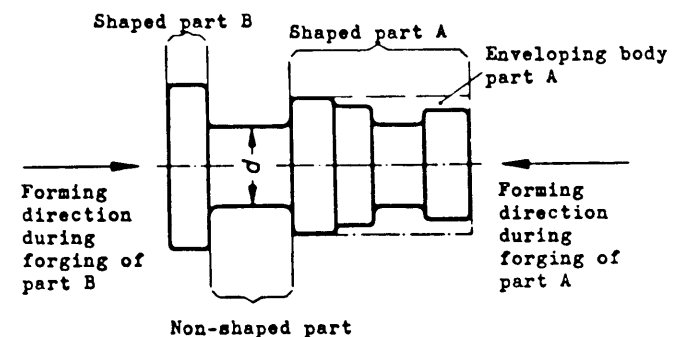 Shaped part B
Shaped part A
Enveloping body
part A
d
Forming
direction
during
forging of
part B
Forming
direction
during
forging of
part A
Non-shaped part